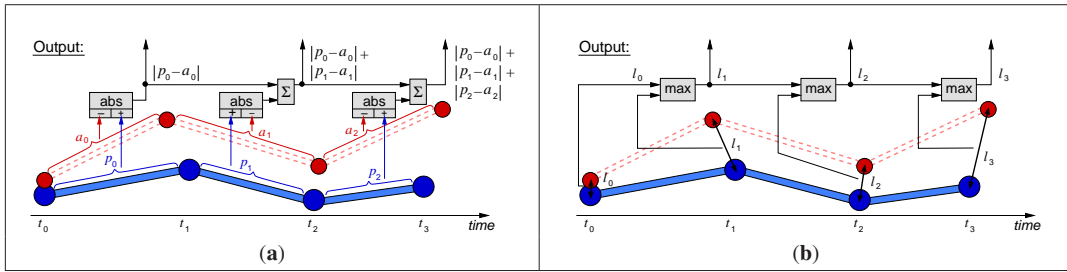 Output:
|p₀−a₀|
|p₀−a₀| +
|p₁−a₁|
|p₀−a₀| +
|p₁−a₁| +
|p₂−a₂|
abs
− +
abs
+ −
Σ
abs
− +
Σ
a₀
a₁
a₂
p₀
p₁
p₂
t₀ t₁ t₂ t₃ time
(a)
Output:
l₀ l₁ l₂ l₃
max max max
l₀
l₁
l₂
l₃
t₀ t₁ t₂ t₃ time
(b)